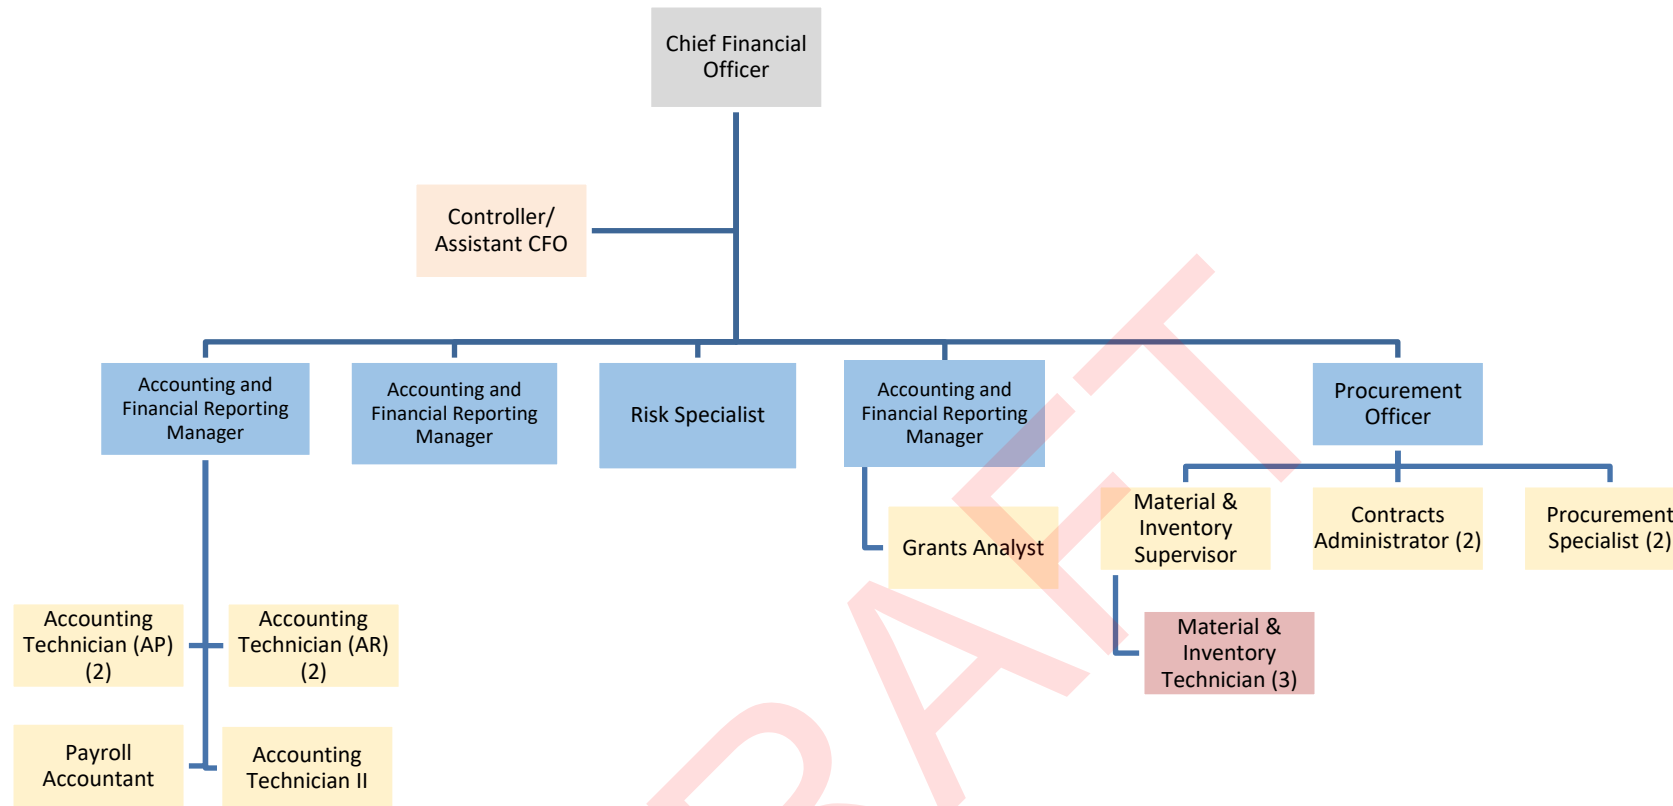 Chief Financial
Officer
Controller/
Assistant CFO
Accounting and
Financial Reporting
Manager
Accounting and
Financial Reporting
Manager
Risk Specialist
Accounting and
Financial Reporting
Manager
Procurement
Officer
Grants Analyst
Material &
Inventory
Supervisor
Contracts
Administrator (2)
Procurement
Specialist (2)
Accounting
Technician (AP)
(2)
Accounting
Technician (AR)
(2)
Material &
Inventory
Technician (3)
Payroll
Accountant
Accounting
Technician II
RAFT